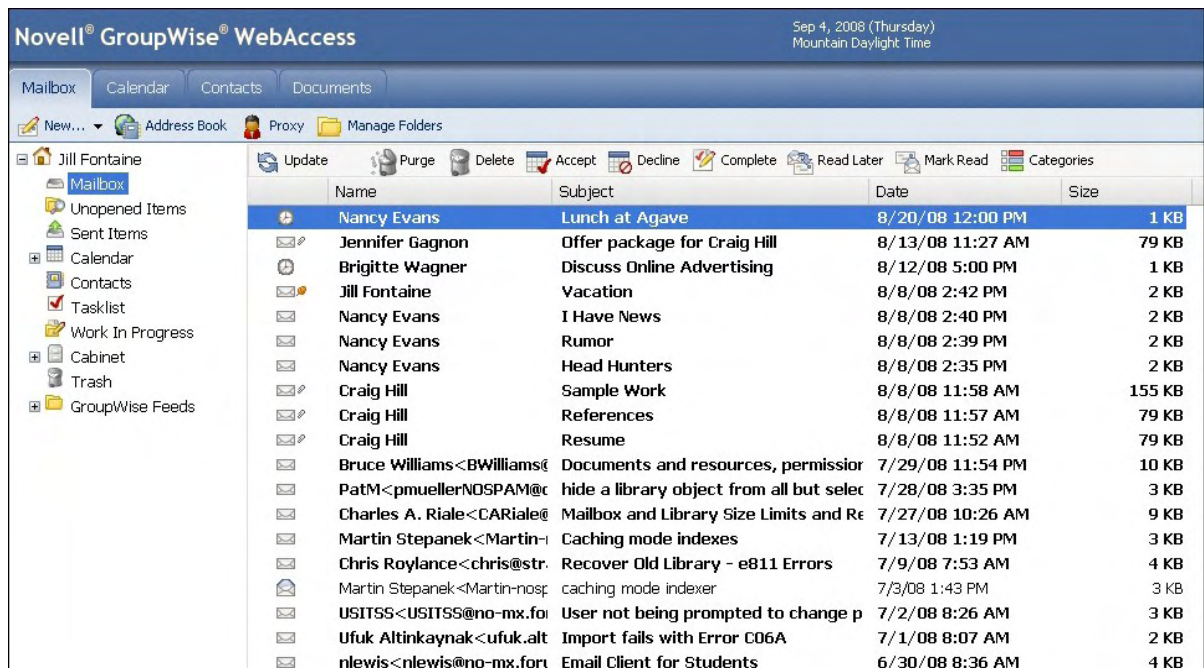 Novell® GroupWise® WebAccess
Sep 4, 2008 (Thursday)
Mountain Daylight Time
Mailbox Calendar Contacts Documents
New... Address Book Proxy Manage Folders
Jill Fontaine
Mailbox
Unopened Items
Sent Items
Calendar
Contacts
Tasklist
Work In Progress
Cabinet
Trash
GroupWise Feeds
Update Purge Delete Accept Decline Complete Read Later Mark Read Categories
Name Subject Date Size
Nancy Evans Lunch at Agave 8/20/08 12:00 PM 1 KB
Jennifer Gagnon Offer package for Craig Hill 8/13/08 11:27 AM 79 KB
Brigitte Wagner Discuss Online Advertising 8/12/08 5:00 PM 1 KB
Jill Fontaine Vacation 8/8/08 2:42 PM 2 KB
Nancy Evans I Have News 8/8/08 2:40 PM 2 KB
Nancy Evans Rumor 8/8/08 2:39 PM 2 KB
Nancy Evans Head Hunters 8/8/08 2:35 PM 2 KB
Craig Hill Sample Work 8/8/08 11:58 AM 155 KB
Craig Hill References 8/8/08 11:57 AM 79 KB
Craig Hill Resume 8/8/08 11:52 AM 79 KB
Bruce Williams<BWilliams@ Documents and resources, permission 7/29/08 11:54 PM 10 KB
PatM<pmuellerNOSPAM@ hide a library object from all but selec 7/28/08 3:35 PM 3 KB
Charles A. Riale<CARiale@ Mailbox and Library Size Limits and Re 7/27/08 10:26 AM 9 KB
Martin Stepanek<Martin- Caching mode indexes 7/13/08 1:19 PM 3 KB
Chris Roylance<chris@str. Recover Old Library - e811 Errors 7/9/08 7:53 AM 4 KB
Martin Stepanek<Martin-nosp caching mode indexer 7/3/08 1:43 PM 3 KB
USITSS<USITSS@no-mx.for User not being prompted to change p 7/2/08 8:26 AM 3 KB
Ufuk Altinkaynak<ufuk.alt Import fails with Error C06A 7/1/08 8:07 AM 2 KB
nlewis<nlewis@no-mx.foru Email Client for Students 6/30/08 8:36 AM 4 KB